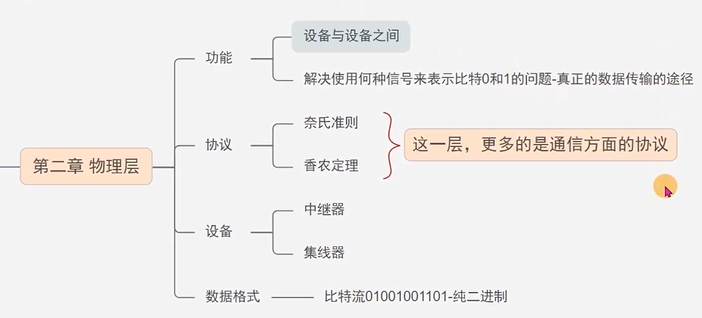 第二章 物理层
功能
设备与设备之间
解决使用何种信号来表示比特0和1的问题-真正的数据传输的途径
协议
奈氏准则
香农定理
这一层，更多的是通信方面的协议
设备
中继器
集线器
数据格式
比特流01001001101-纯二进制